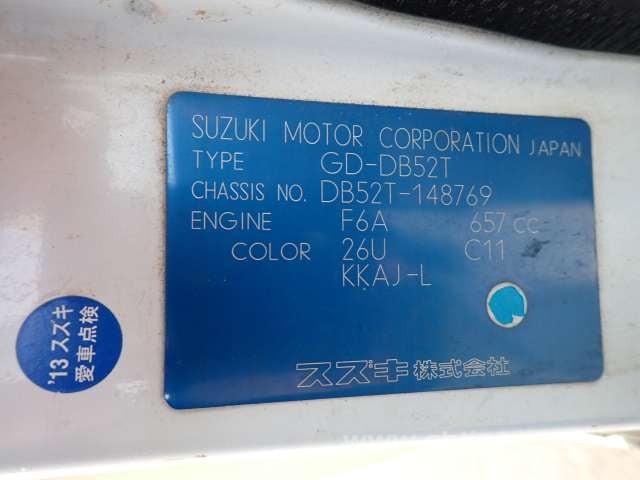 SUZUKI MOTOR CORPORATION JAPAN
TYPE GD-DB52T
CHASSIS NO. DB52T-148769
ENGINE F6A 657 CC
COLOR 26U C11
KKAJ-L
スズキ株式会社
'13 スズキ
愛車点検